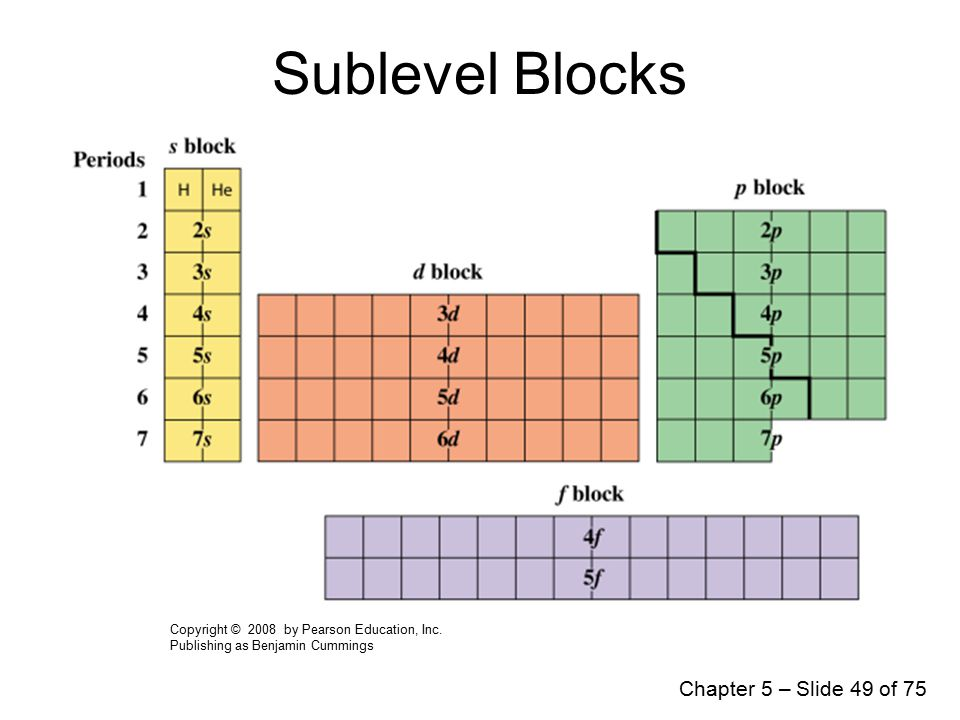 Sublevel Blocks
s block
Periods
1 H He
p block
2 2s 2p
3 3s d block 3p
4 4s 3d 4p
5 5s 4d 5p
6 6s 5d 6p
7 7s 6d 7p
f block
4f
5f
Copyright © 2008 by Pearson Education, Inc.
Publishing as Benjamin Cummings
Chapter 5 – Slide 49 of 75